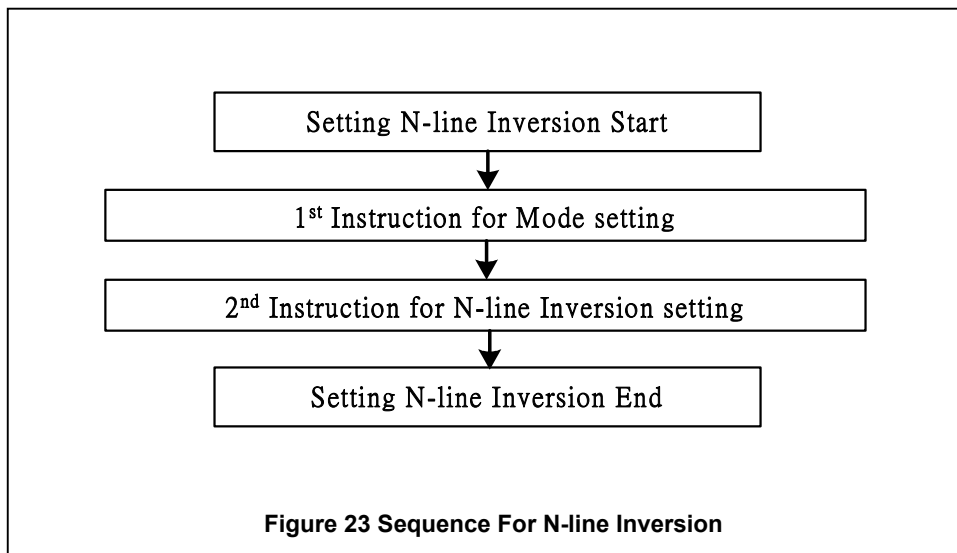 Setting N-line Inversion Start
1st Instruction for Mode setting
2nd Instruction for N-line Inversion setting
Setting N-line Inversion End
Figure 23 Sequence For N-line Inversion